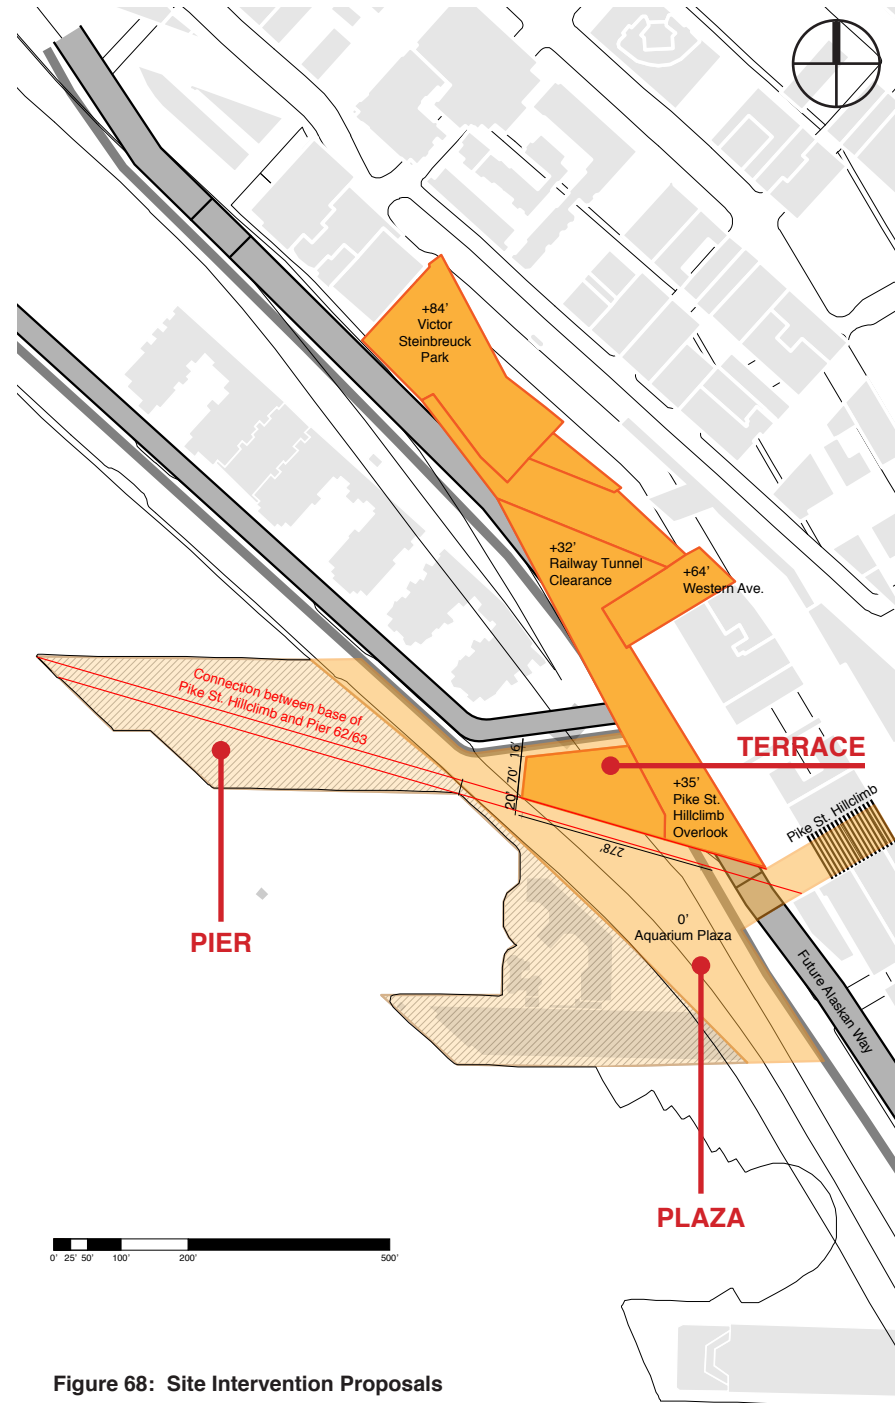 +84’
Victor
Steinbreuck
Park
+32’
Railway Tunnel
Clearance
+64’
Western Ave.
Connection between base of
Pike St. Hillclimb and Pier 62/63
16’
70’
20’
278’
TERRACE
+35’
Pike St.
Hillclimb
Overlook
Pike St. Hillclimb
PIER
0’
Aquarium Plaza
Future Alaskan Way
PLAZA
0’ 25’ 50’ 100’ 200’ 500’
Figure 68: Site Intervention Proposals